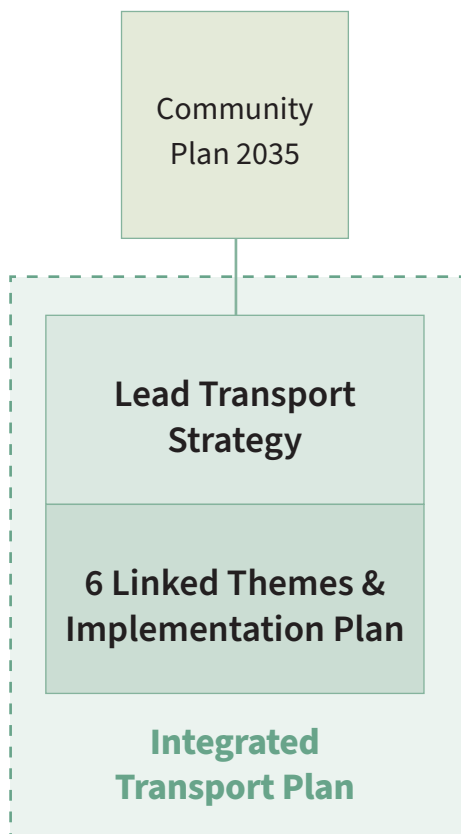 Community
Plan 2035
Lead Transport
Strategy
6 Linked Themes &
Implementation Plan
Integrated
Transport Plan